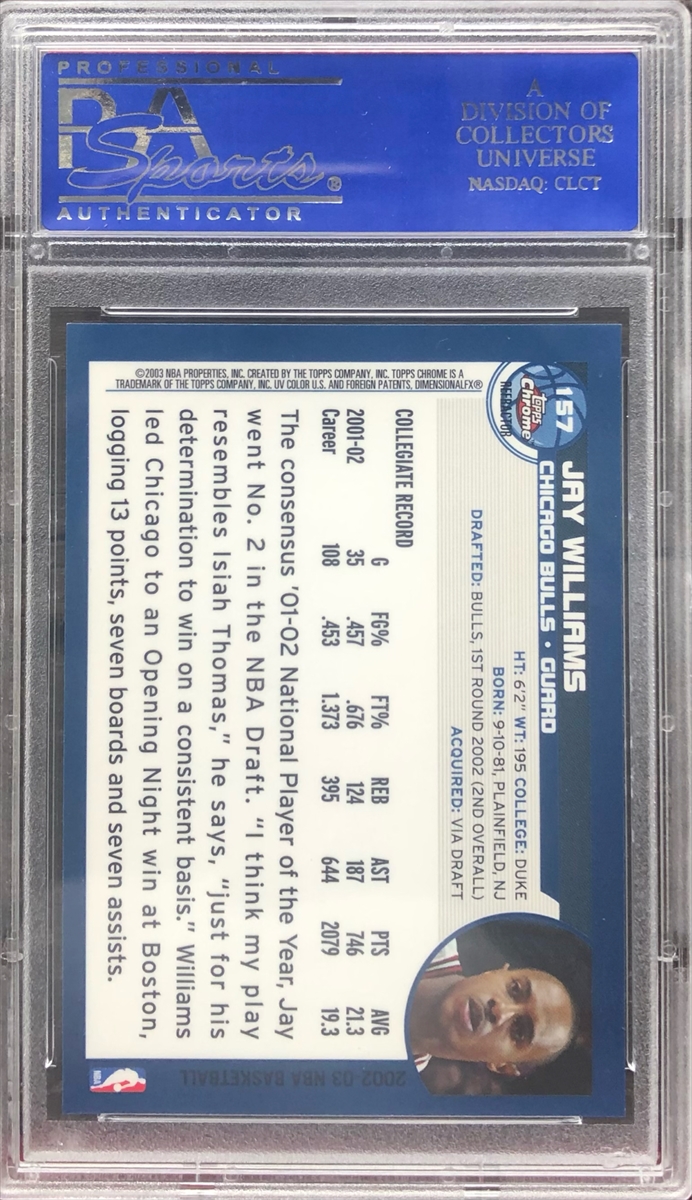 PROFESSIONAL
PSA
Sports®
AUTHENTICATOR
A
DIVISION OF
COLLECTORS
UNIVERSE
NASDAQ: CLCT
157
Topps
Chrome
REFRACTOR
JAY WILLIAMS
CHICAGO BULLS • GUARD
HT: 6'2" WT: 195 COLLEGE: DUKE
BORN: 9-10-81, PLAINFIELD, NJ
DRAFTED: BULLS, 1ST ROUND 2002 (2ND OVERALL)
ACQUIRED: VIA DRAFT
COLLEGIATE RECORD
G FG% FT% REB AST PTS AVG
2001-02 35 .457 .676 124 187 746 21.3
Career 108 .453 1.373 395 644 2079 19.3
The consensus '01-02 National Player of the Year, Jay
went No. 2 in the NBA Draft. "I think my play
resembles Isiah Thomas," he says, "just for his
determination to win on a consistent basis." Williams
led Chicago to an Opening Night win at Boston,
logging 13 points, seven boards and seven assists.
©2003 NBA PROPERTIES, INC. CREATED BY THE TOPPS COMPANY, INC. TOPPS CHROME IS A
TRADEMARK OF THE TOPPS COMPANY, INC. UV COLOR U.S. AND FOREIGN PATENTS, DIMENSIONALFX®
2002-03 NBA BASKETBALL
NBA